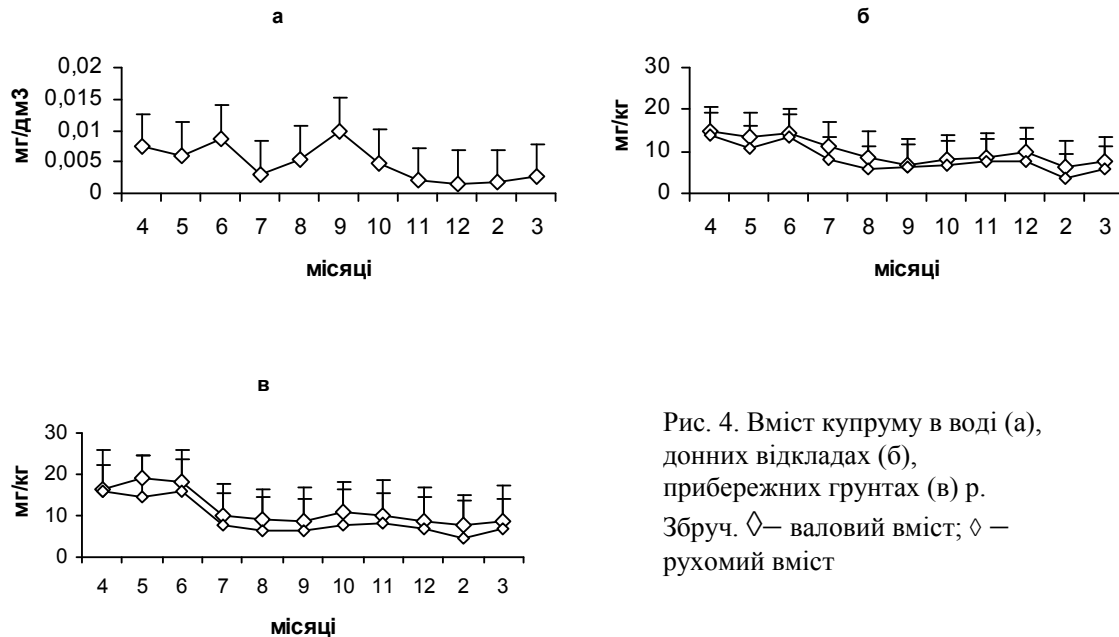 а
0,02
0,015
0,01
0,005
0
мг/дм3
4 5 6 7 8 9 10 11 12 2 3
місяці
б
30
20
10
0
мг/кг
4 5 6 7 8 9 10 11 12 2 3
місяці
в
30
20
10
0
мг/кг
4 5 6 7 8 9 10 11 12 2 3
місяці
Рис. 4. Вміст купруму в воді (а),
донних відкладах (б),
прибережних грунтах (в) р.
Збруч. ◊– валовий вміст; ◊ –
рухомий вміст